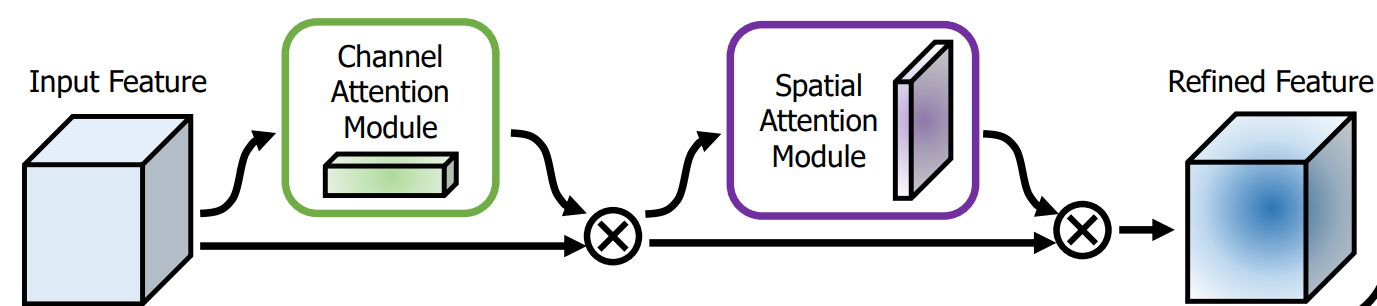 Input Feature
Channel
Attention
Module
Spatial
Attention
Module
Refined Feature